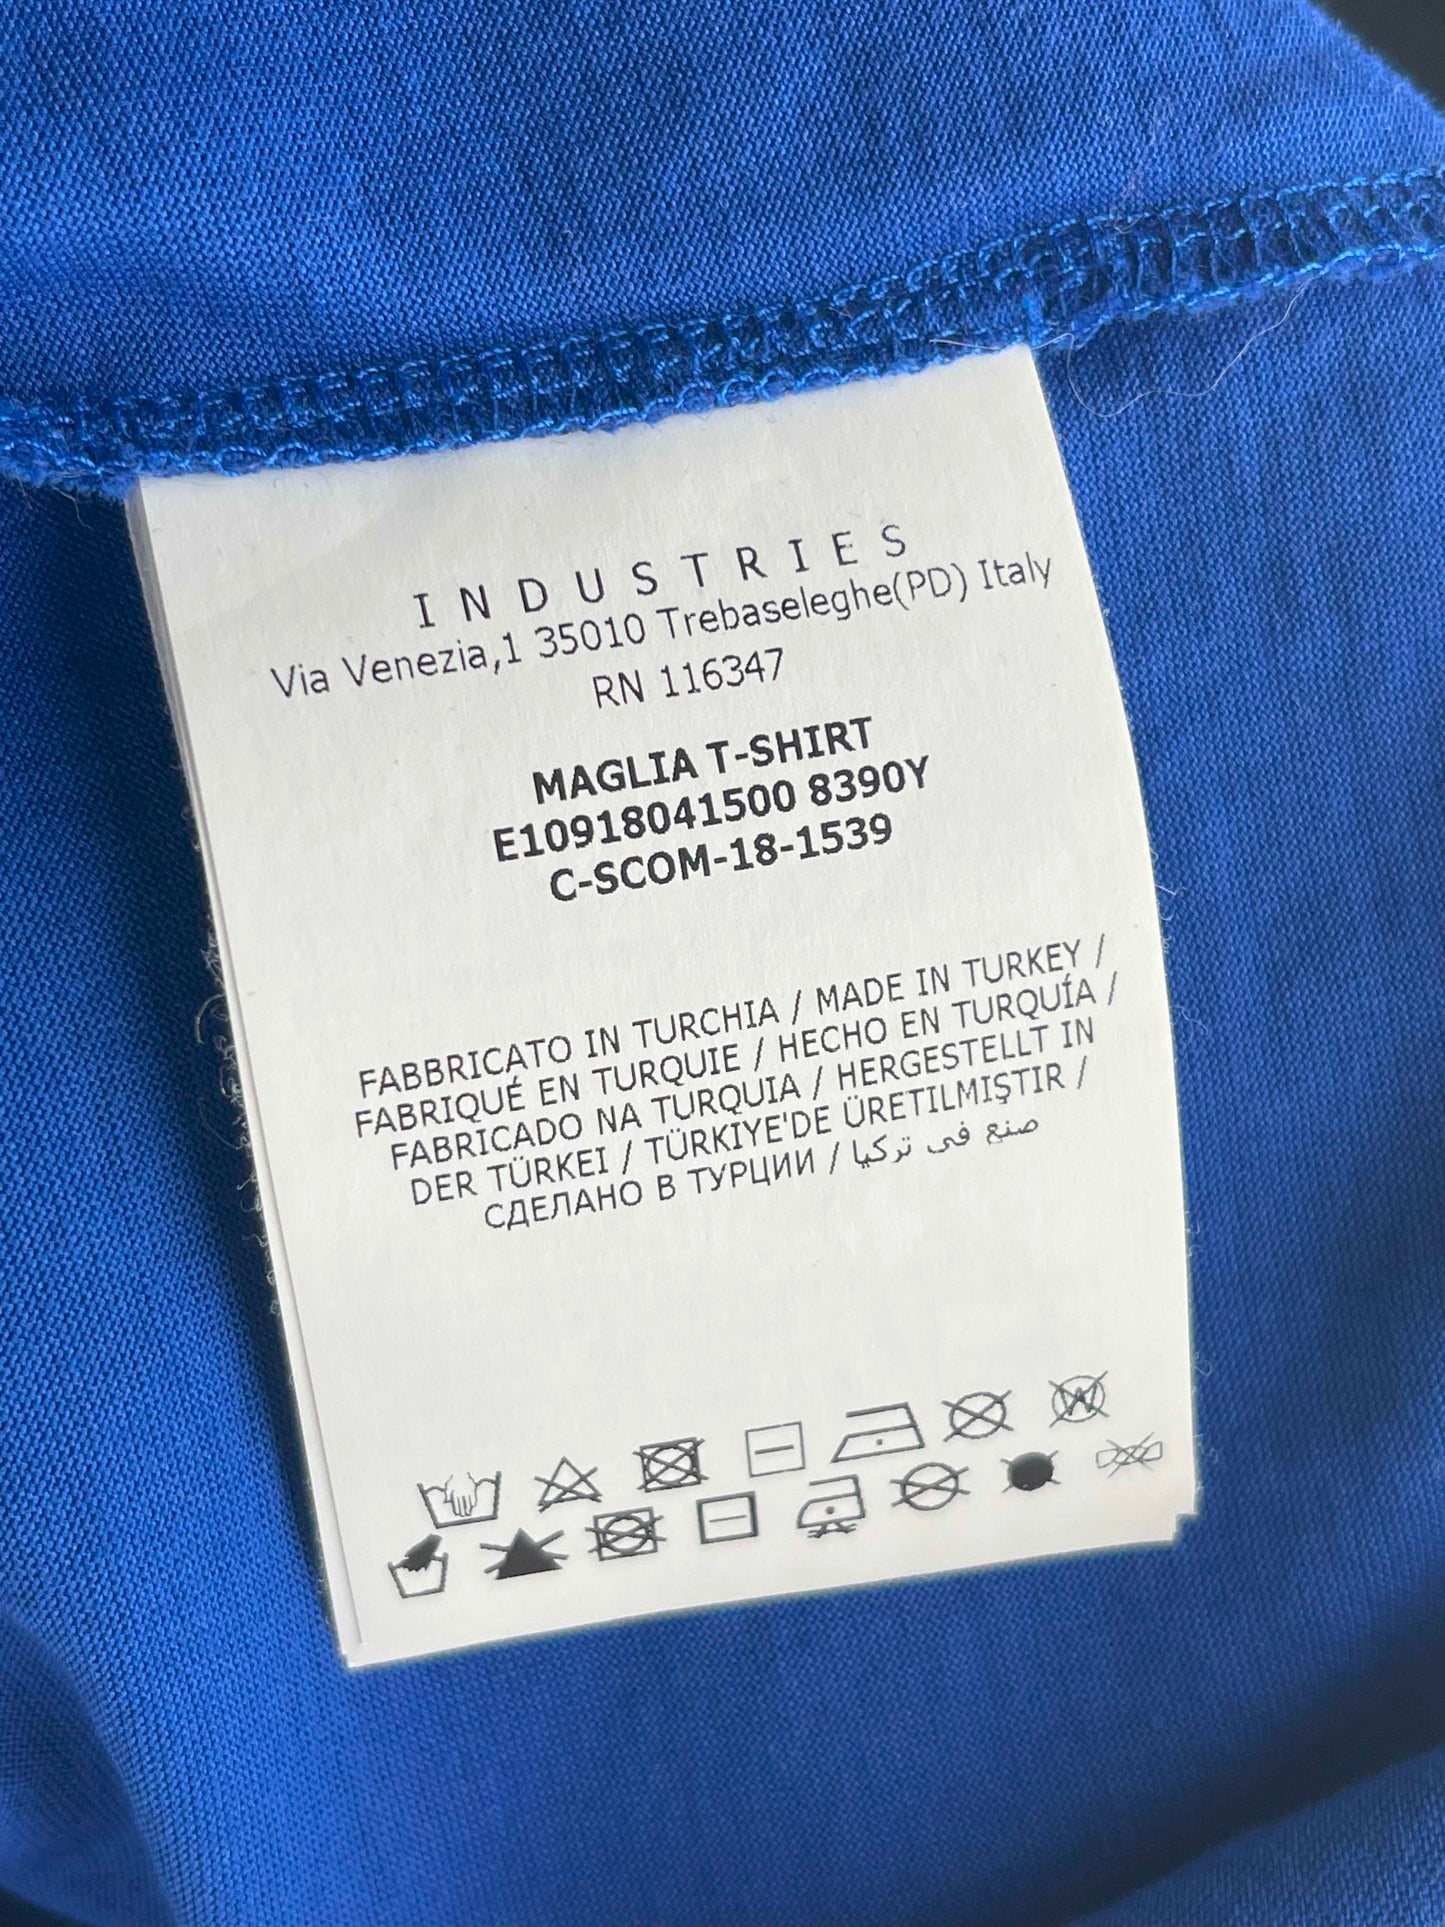 INDUSTRIES
Via Venezia,1 35010 Trebaseleghe(PD) Italy
RN 116347
MAGLIA T-SHIRT
E10918041500 8390Y
C-SCOM-18-1539
FABBRICATO IN TURCHIA / MADE IN TURKEY /
FABRIQUÉ EN TURQUIE / HECHO EN TURQUÍA /
FABRICADO NA TURQUIA / HERGESTELLT IN
DER TÜRKEI / TÜRKIYE'DE ÜRETILMIŞTIR /
СДЕЛАНО В ТУРЦИИ / صنع في تركيا
W